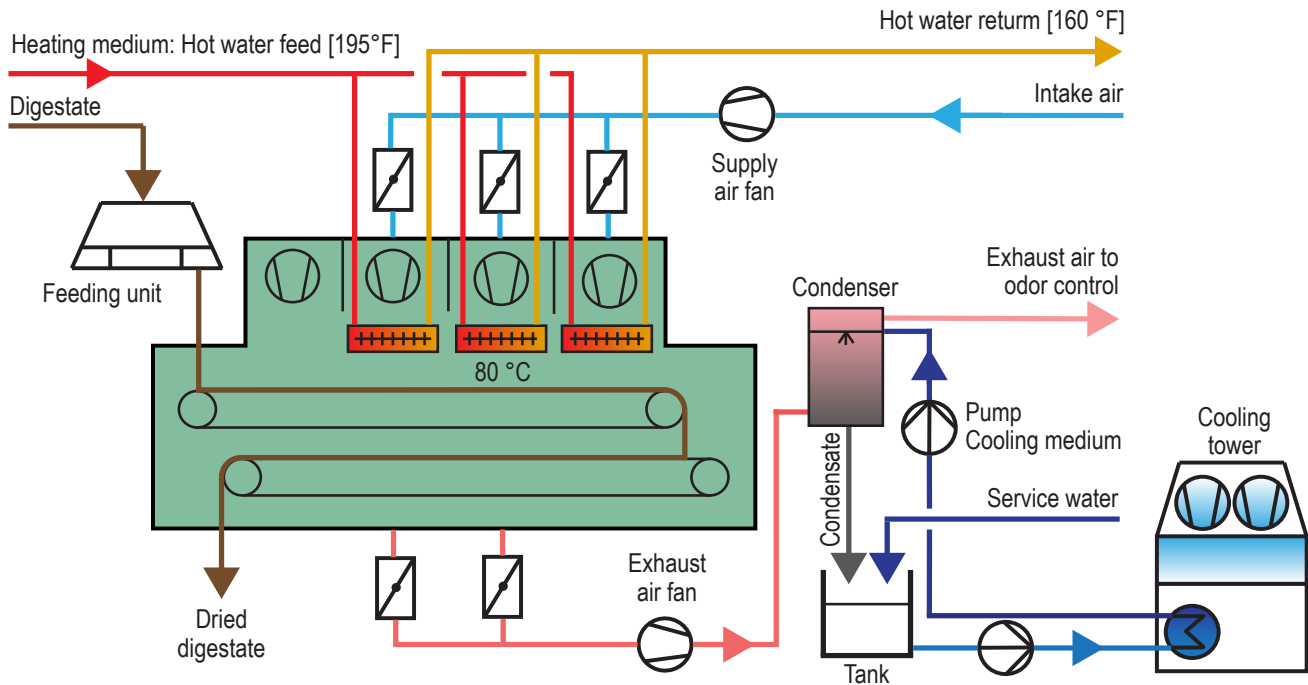 Hot water returm [160 °F]
Heating medium: Hot water feed [195°F]
Digestate
Intake air
Supply
air fan
Feeding unit
Exhaust air to
odor control
Condenser
80 °C
Pump
Cooling medium
Cooling
tower
Condensate
Service water
Exhaust
air fan
Dried
digestate
Tank